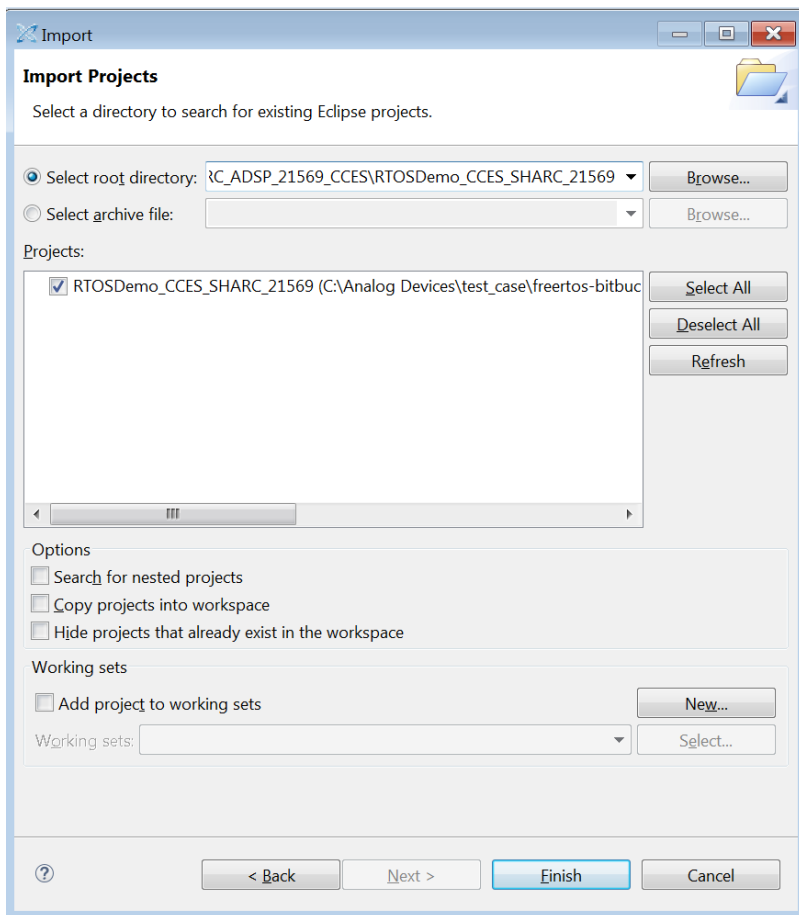 Import
Import Projects
Select a directory to search for existing Eclipse projects.
Select root directory: RC_ADSP_21569_CCES\RTOSDemo_CCES_SHARC_21569 Browse...
Select archive file: Browse...
Projects:
RTOSDemo_CCES_SHARC_21569 (C:\Analog Devices\test_case\freertos-bitbuc
Select All
Deselect All
Refresh
Options
Search for nested projects
Copy projects into workspace
Hide projects that already exist in the workspace
Working sets
Add project to working sets New...
Working sets: Select...
? < Back Next > Finish Cancel